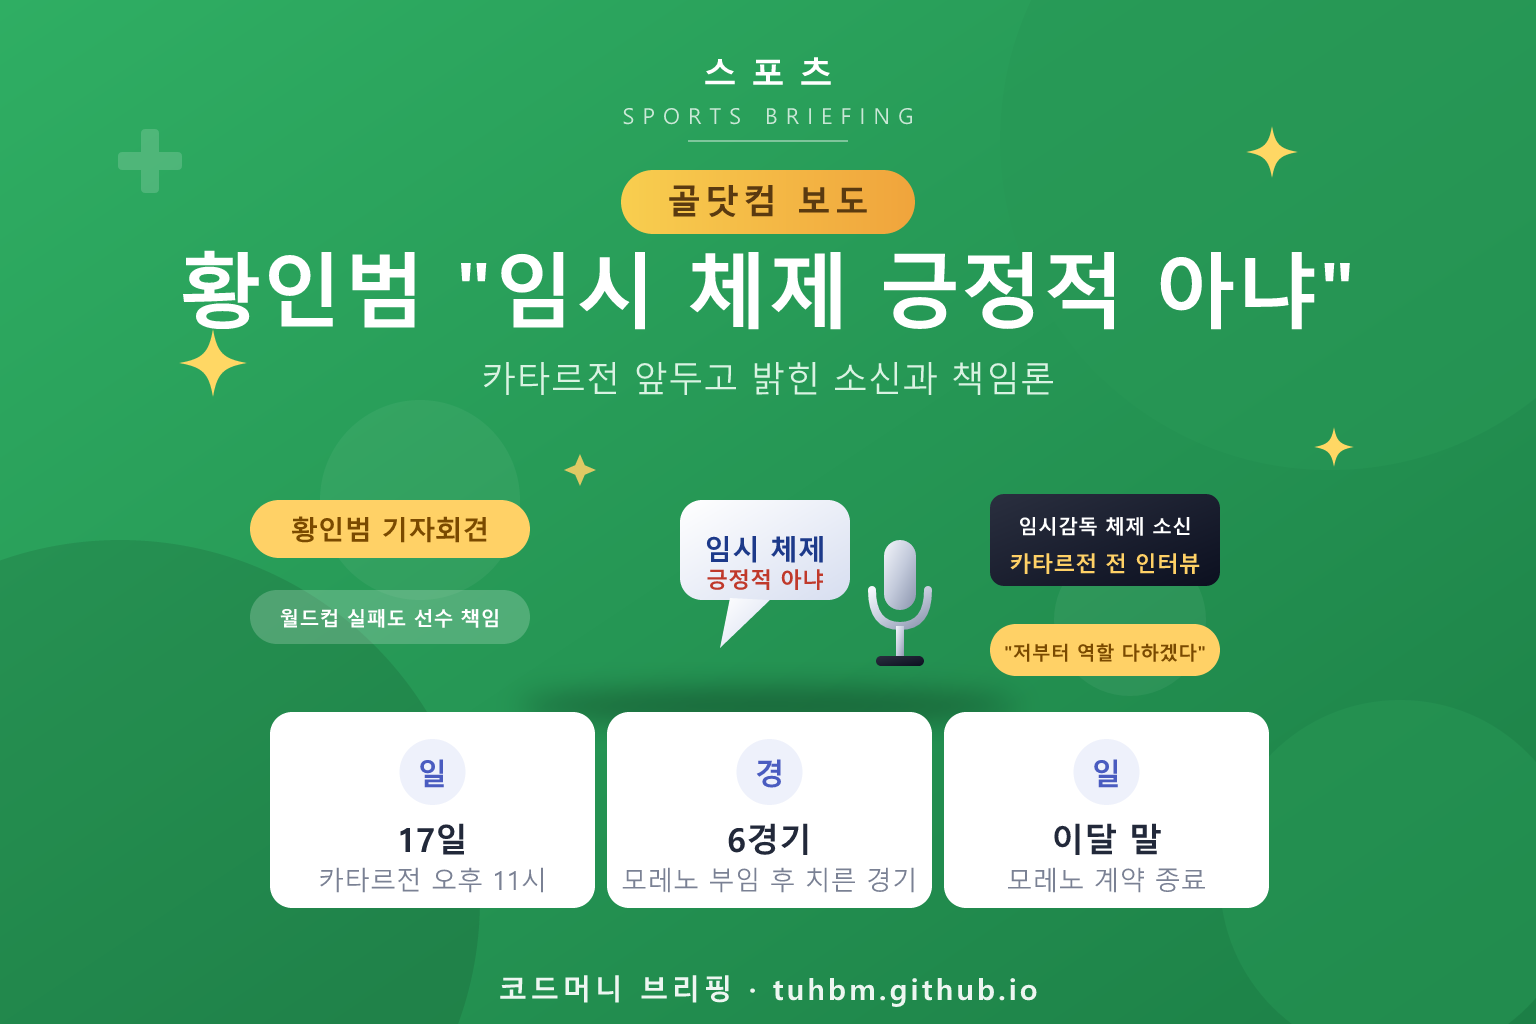 스포츠
SPORTS BRIEFING
골닷컴 보도
황인범 "임시 체제 긍정적 아냐"
카타르전 앞두고 밝힌 소신과 책임론
황인범 기자회견
월드컵 실패도 선수 책임
임시 체제
긍정적 아냐
임시감독 체제 소신
카타르전 전 인터뷰
"저부터 역할 다하겠다"
일
17일
카타르전 오후 11시
경
6경기
모레노 부임 후 치른 경기
일
이달 말
모레노 계약 종료
코드머니 브리핑 · tuhbm.github.io